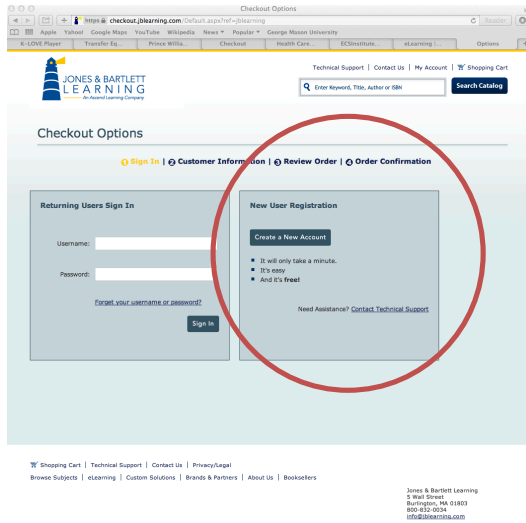 Checkout Options
https checkout.jblearning.com/Default.aspx?ref=jblearning
Reader
Apple Yahoo! Google Maps YouTube Wikipedia News Popular George Mason University
K-LOVE Player Transfer Eq... Prince Willia... Checkout Health Care... ECSInstitute... eLearning |... Options
Technical Support | Contact Us | My Account | Shopping Cart
JONES & BARTLETT
LEARNING
An Ascend Learning Company
Enter Keyword, Title, Author or ISBN
Search Catalog
Checkout Options
1 Sign In | 2 Customer Information | 3 Review Order | 4 Order Confirmation
Returning Users Sign In
Username:
Password:
Forget your username or password?
Sign In
New User Registration
Create a New Account
It will only take a minute.
It's easy
And it's free!
Need Assistance? Contact Technical Support
Shopping Cart | Technical Support | Contact Us | Privacy/Legal
Browse Subjects | eLearning | Custom Solutions | Brands & Partners | About Us | Booksellers
Jones & Bartlett Learning
5 Wall Street
Burlington, MA 01803
800-832-0034
info@jblearning.com